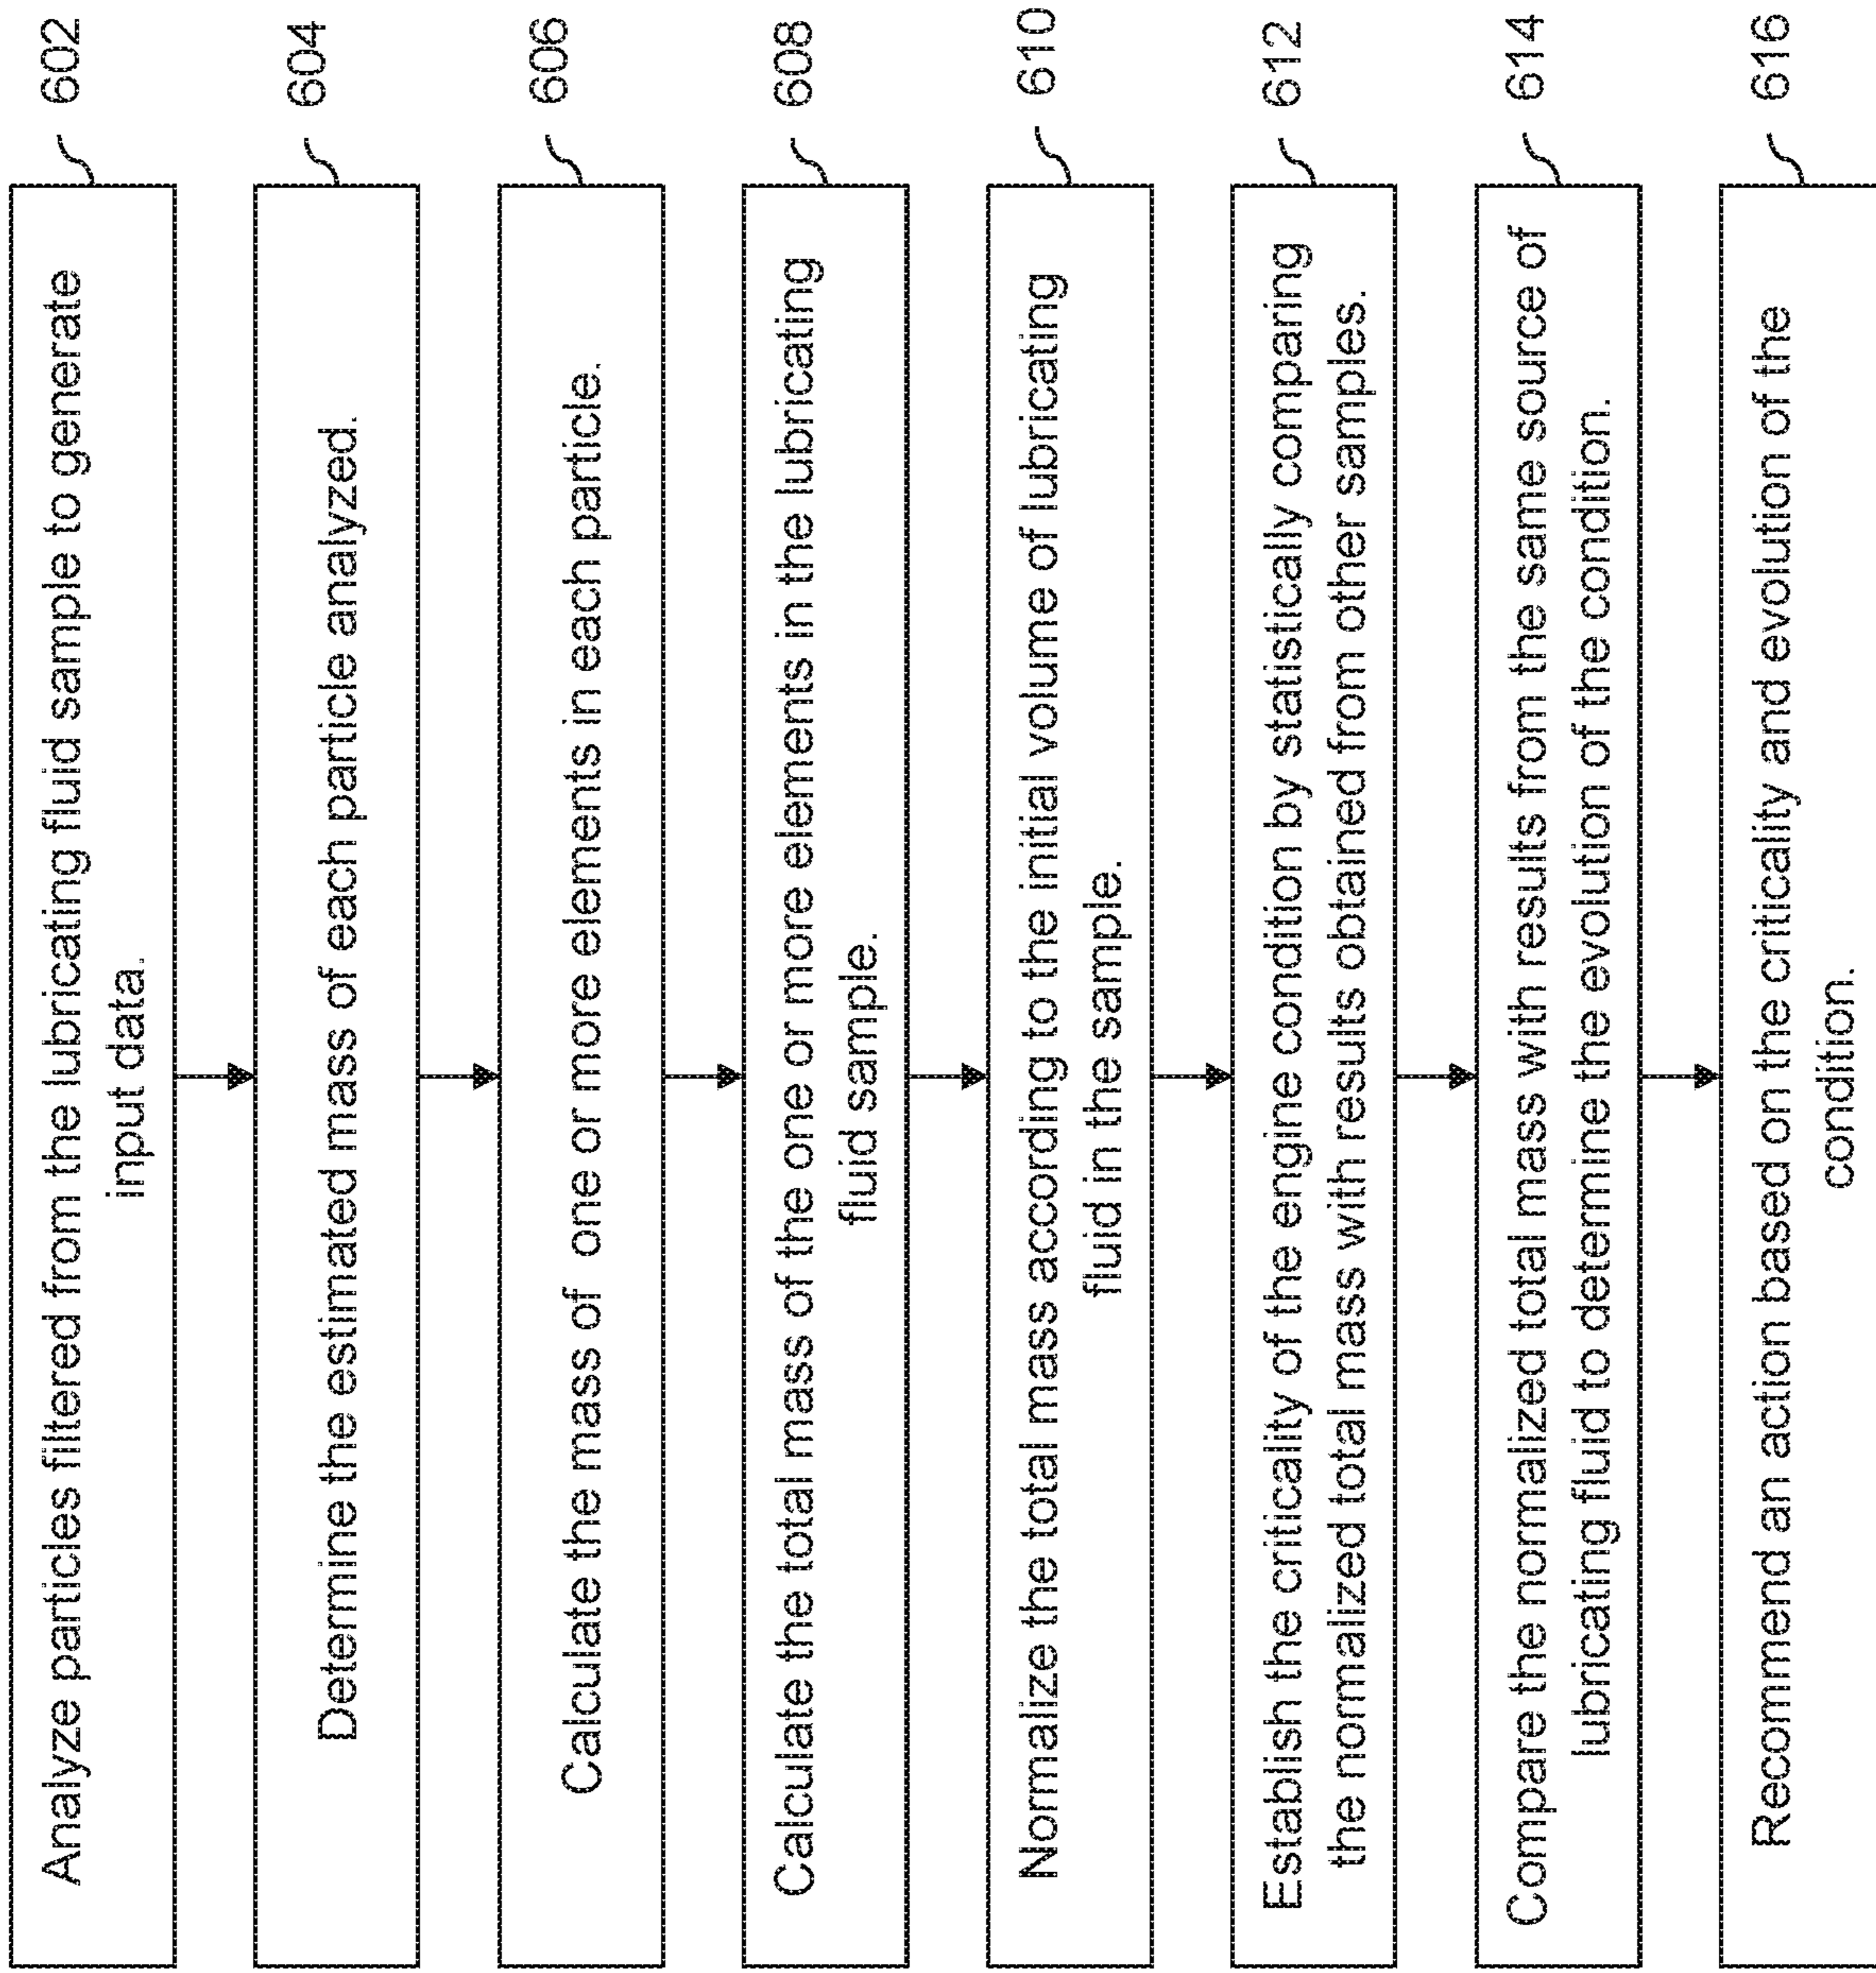 Analyze particles filtered from the lubricating fluid sample to generate
input data.
602
Determine the estimated mass of each particle analyzed.
604
Calculate the mass of one or more elements in each particle.
606
Calculate the total mass of the one or more elements in the lubricating
fluid sample.
608
Normalize the total mass according to the initial volume of lubricating
fluid in the sample.
610
Establish the criticality of the engine condition by statistically comparing
the normalized total mass with results obtained from other samples.
612
Compare the normalized total mass with results from the same source of
lubricating fluid to determine the evolution of the condition.
614
Recommend an action based on the criticality and evolution of the
condition.
616